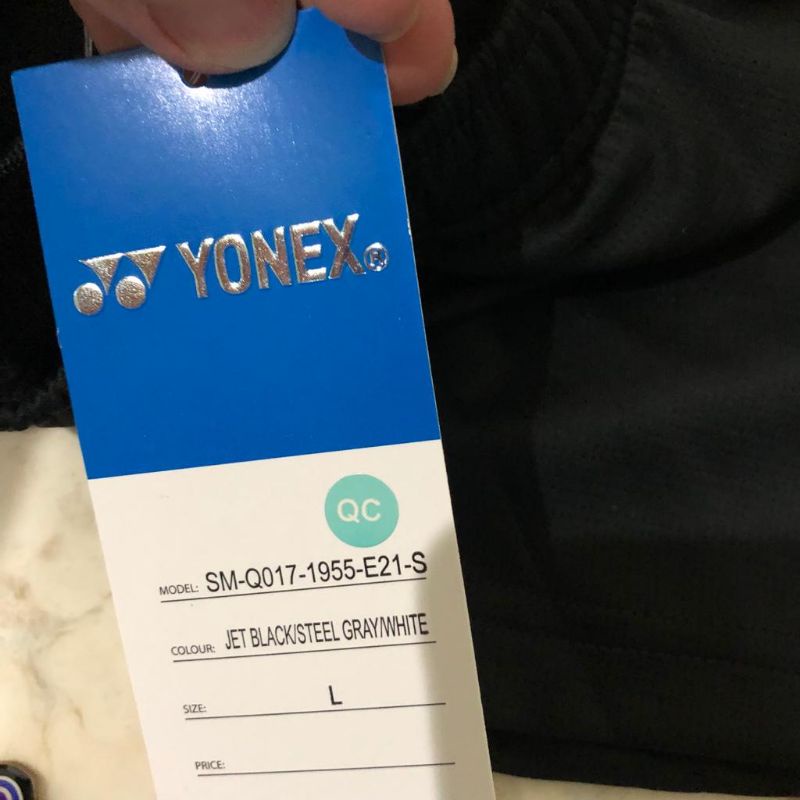 YONEX®
QC
MODEL: SM-Q017-1955-E21-S
COLOUR: JET BLACK/STEEL GRAY/WHITE
SIZE: L
PRICE: